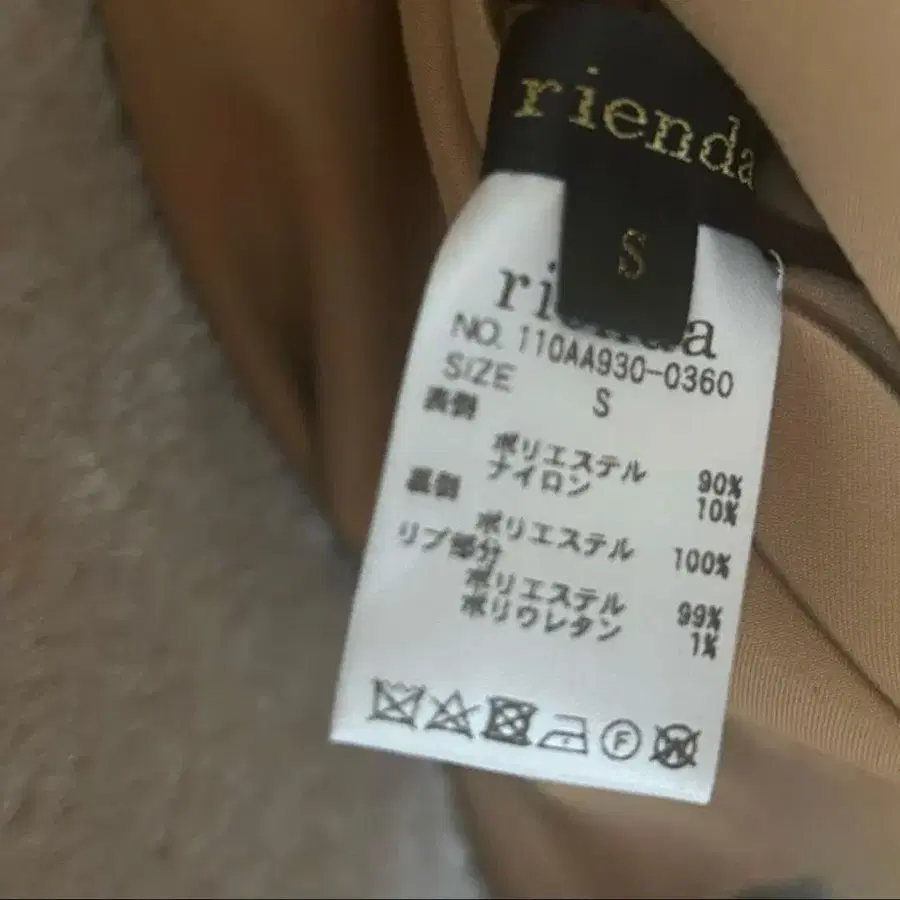 rienda
S
NO. 110AA930-0360
SIZE S
表側
ポリエステル 90%
ナイロン 10%
裏側
ポリエステル 100%
リブ部分
ポリエステル 99%
ポリウレタン 1%
F
W